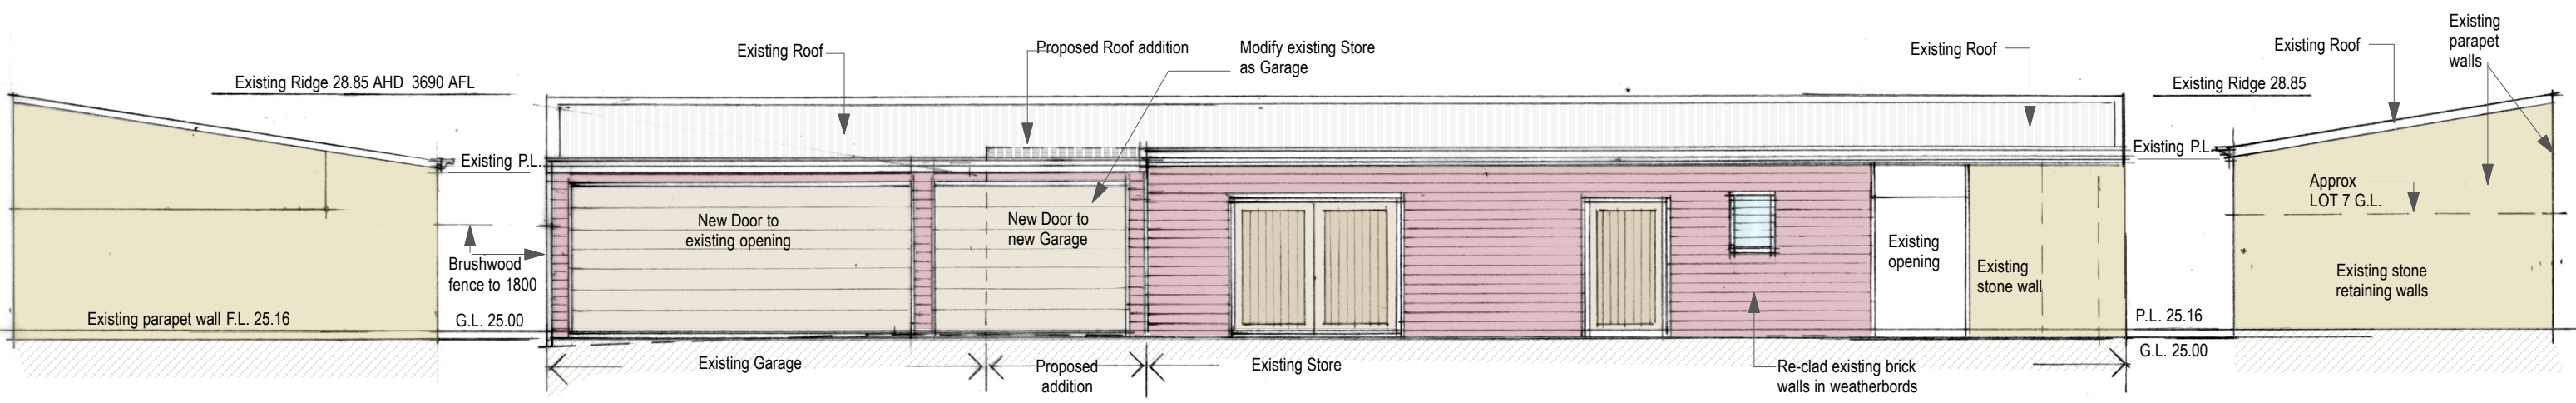 Existing Ridge 28.85 AHD  3690 AFL
Existing P.L.
Brushwood
fence to 1800
Existing parapet wall F.L. 25.16
G.L. 25.00
Existing Roof
Proposed Roof addition
Modify existing Store
as Garage
New Door to
existing opening
New Door to
new Garage
Existing Garage
Proposed
addition
Existing Store
Existing
opening
Existing
stone wall
Re-clad existing brick
walls in weatherbords
Existing Roof
Existing Ridge 28.85
Existing P.L.
P.L. 25.16
G.L. 25.00
Existing Roof
Existing
parapet
walls
Approx
LOT 7 G.L.
Existing stone
retaining walls